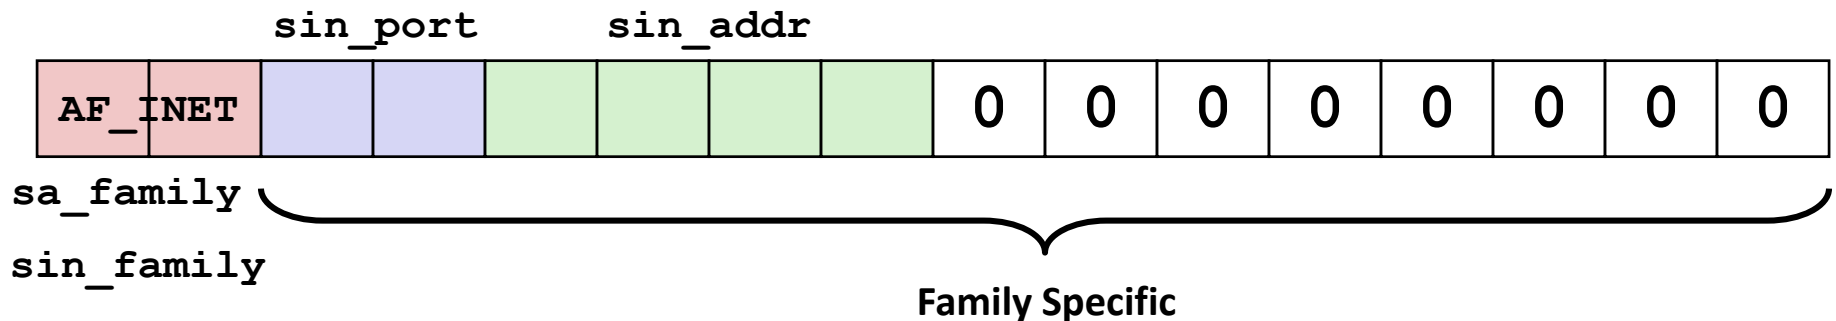 sin_port sin_addr
AF_INET 0 0 0 0 0 0 0 0
sa_family
sin_family
Family Specific